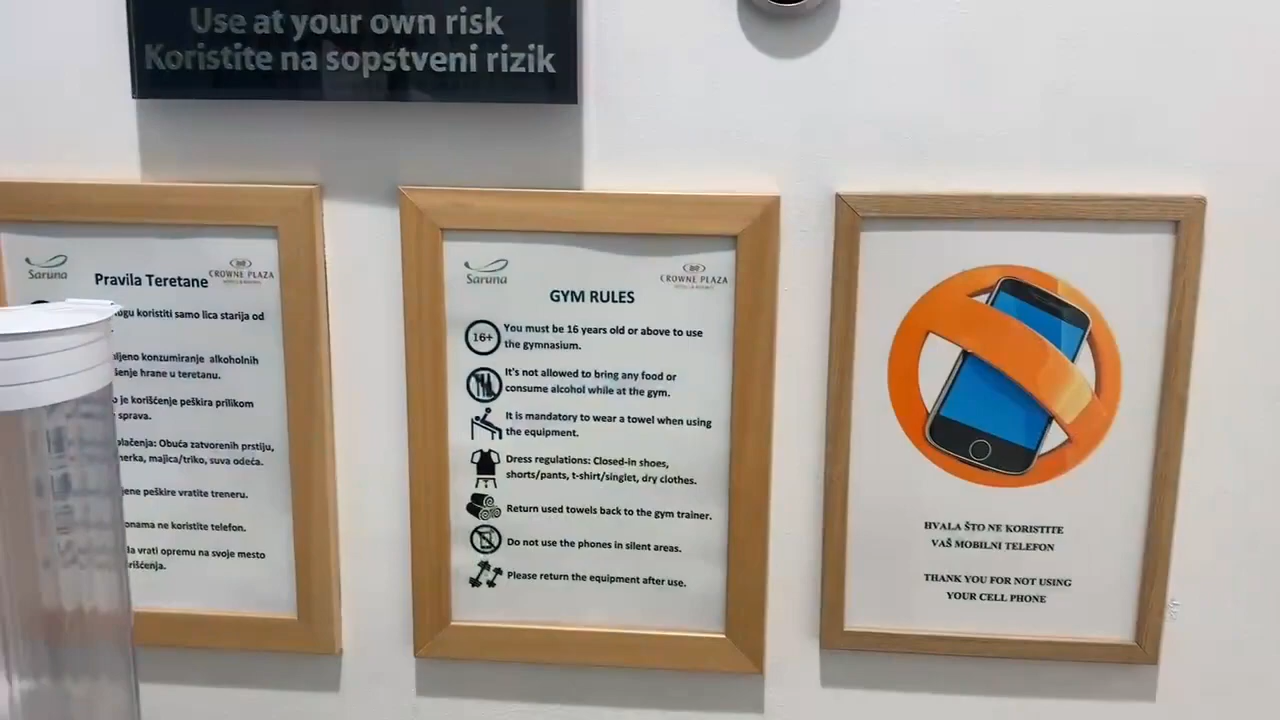 Use at your own risk
Koristite na sopstveni rizik
Saruna
CROWNE PLAZA
Pravila Teretane
koristiti samo lica starija od
konzumiranje alkoholnih
hrane u teretanu.
je korišćenje peškira prilikom
sprava.
Obuća zatvorenih prstiju,
majica/triko, suva odeća.
peškire vratite treneru.
ne koristite telefon.
vrati opremu na svoje mesto
Saruna
CROWNE PLAZA
GYM RULES
16+
You must be 16 years old or above to use
the gymnasium.
It's not allowed to bring any food or
consume alcohol while at the gym.
It is mandatory to wear a towel when using
the equipment.
Dress regulations: Closed-in shoes,
shorts/pants, t-shirt/singlet, dry clothes.
Return used towels back to the gym trainer.
Do not use the phones in silent areas.
Please return the equipment after use.
HVALA ŠTO NE KORISTITE
VAŠ MOBILNI TELEFON
THANK YOU FOR NOT USING
YOUR CELL PHONE